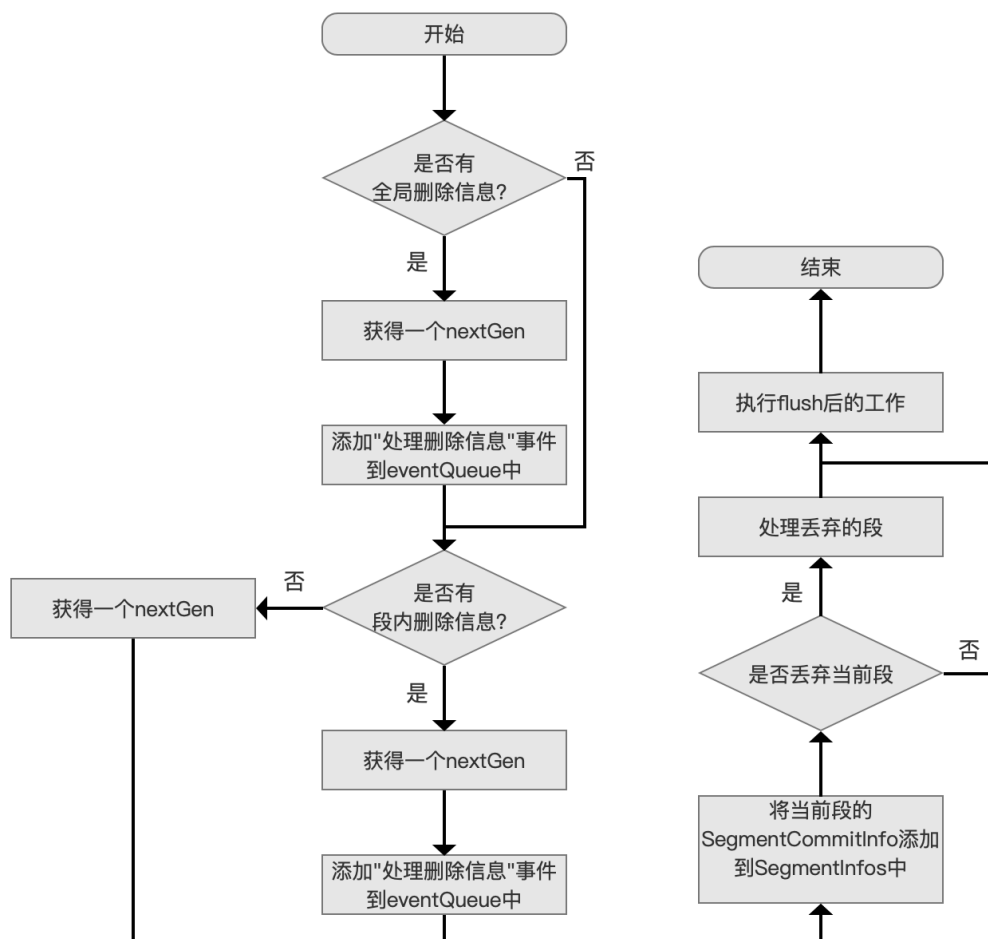 开始
是否有
全局删除信息?
否
是
获得一个nextGen
添加"处理删除信息"事件
到eventQueue中
是否有
段内删除信息?
否
获得一个nextGen
是
获得一个nextGen
添加"处理删除信息"事件
到eventQueue中
结束
执行flush后的工作
处理丢弃的段
是
是否丢弃当前段
否
将当前段的
SegmentCommitInfo添加
到SegmentInfos中